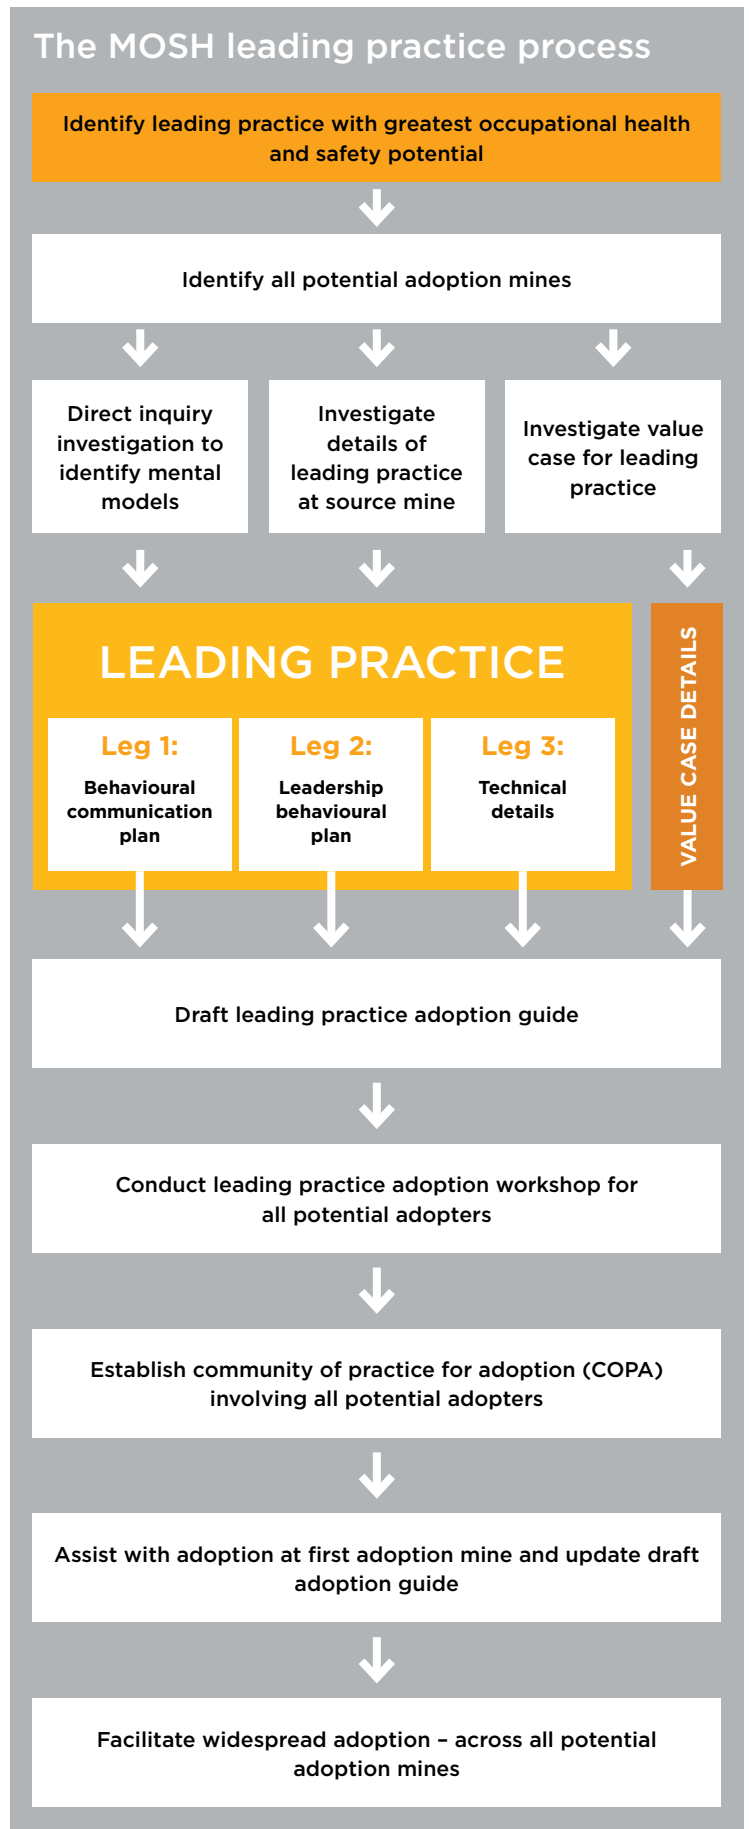 The MOSH leading practice process
Identify leading practice with greatest occupational health
and safety potential
Identify all potential adoption mines
Direct inquiry
investigation to
identify mental
models
Investigate
details of
leading practice
at source mine
Investigate value
case for leading
practice
LEADING PRACTICE
Leg 1:
Behavioural
communication
plan
Leg 2:
Leadership
behavioural
plan
Leg 3:
Technical
details
VALUE CASE DETAILS
Draft leading practice adoption guide
Conduct leading practice adoption workshop for
all potential adopters
Establish community of practice for adoption (COPA)
involving all potential adopters
Assist with adoption at first adoption mine and update draft
adoption guide
Facilitate widespread adoption – across all potential
adoption mines